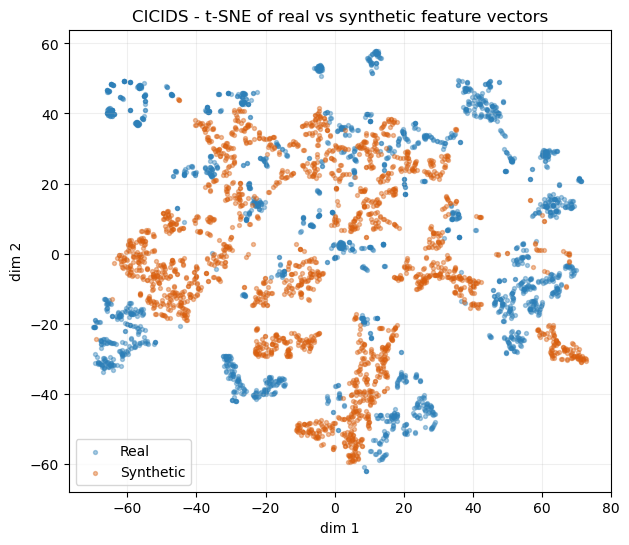 CICIDS - t-SNE of real vs synthetic feature vectors
60
40
20
0
−20
−40
−60
dim 2
Real
Synthetic
−60 −40 −20 0 20 40 60 80
dim 1